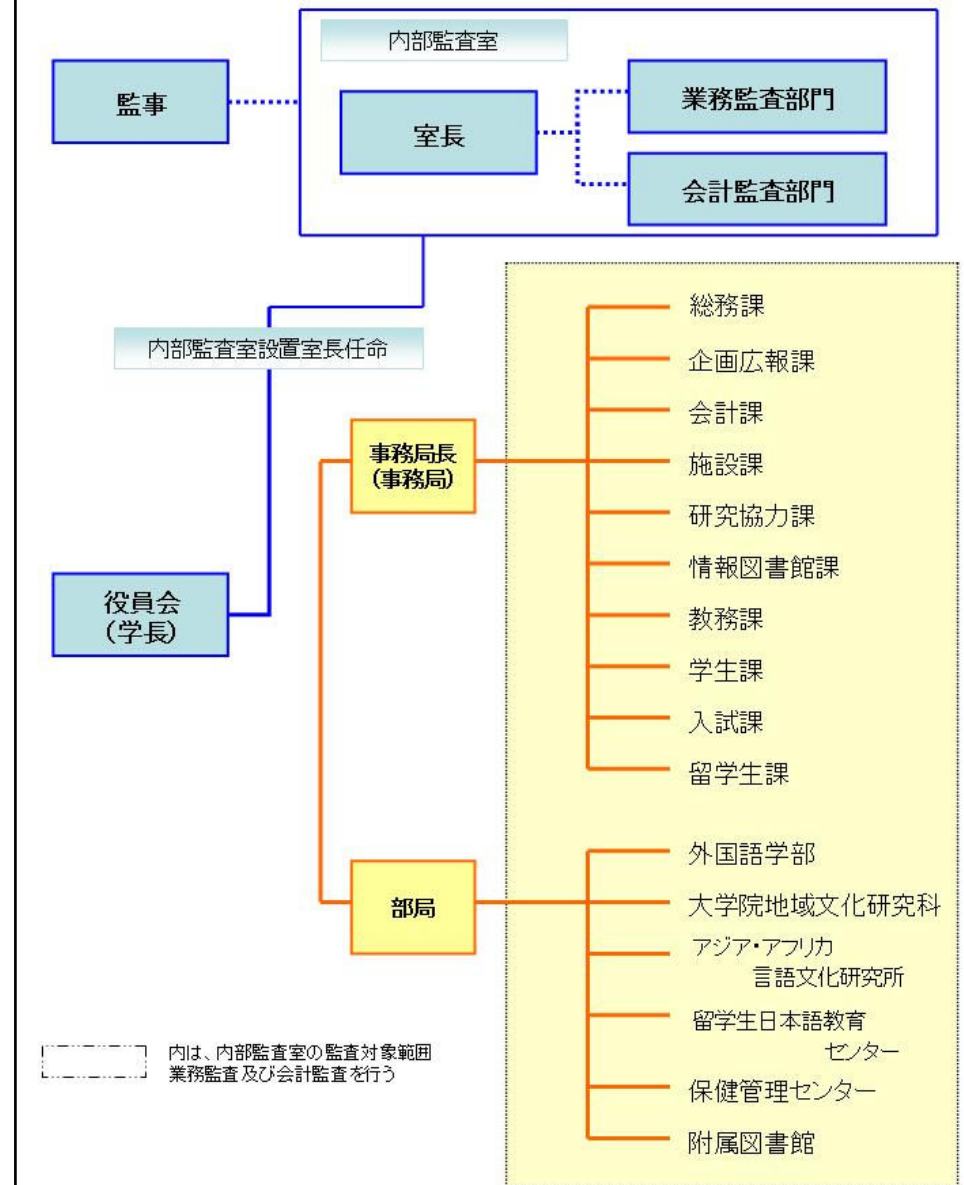 内部監査室
監事
室長
業務監査部門
会計監査部門
内部監査室設置室長任命
役員会
(学長)
事務局長
(事務局)
総務課
企画広報課
会計課
施設課
研究協力課
情報図書館課
教務課
学生課
入試課
留学生課
部局
外国語学部
大学院地域文化研究科
アジア・アフリカ
言語文化研究所
留学生日本語教育
センター
保健管理センター
附属図書館
内は、内部監査室の監査対象範囲
業務監査及び会計監査を行う